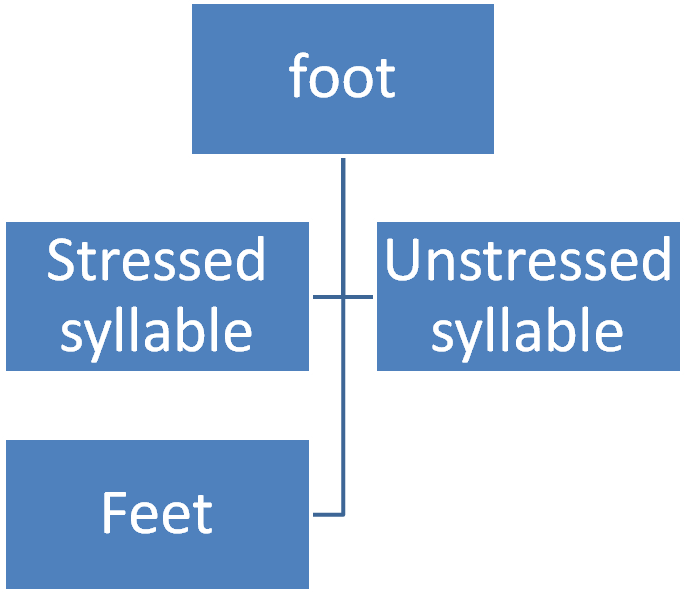 foot
Stressed
syllable
Unstressed
syllable
Feet